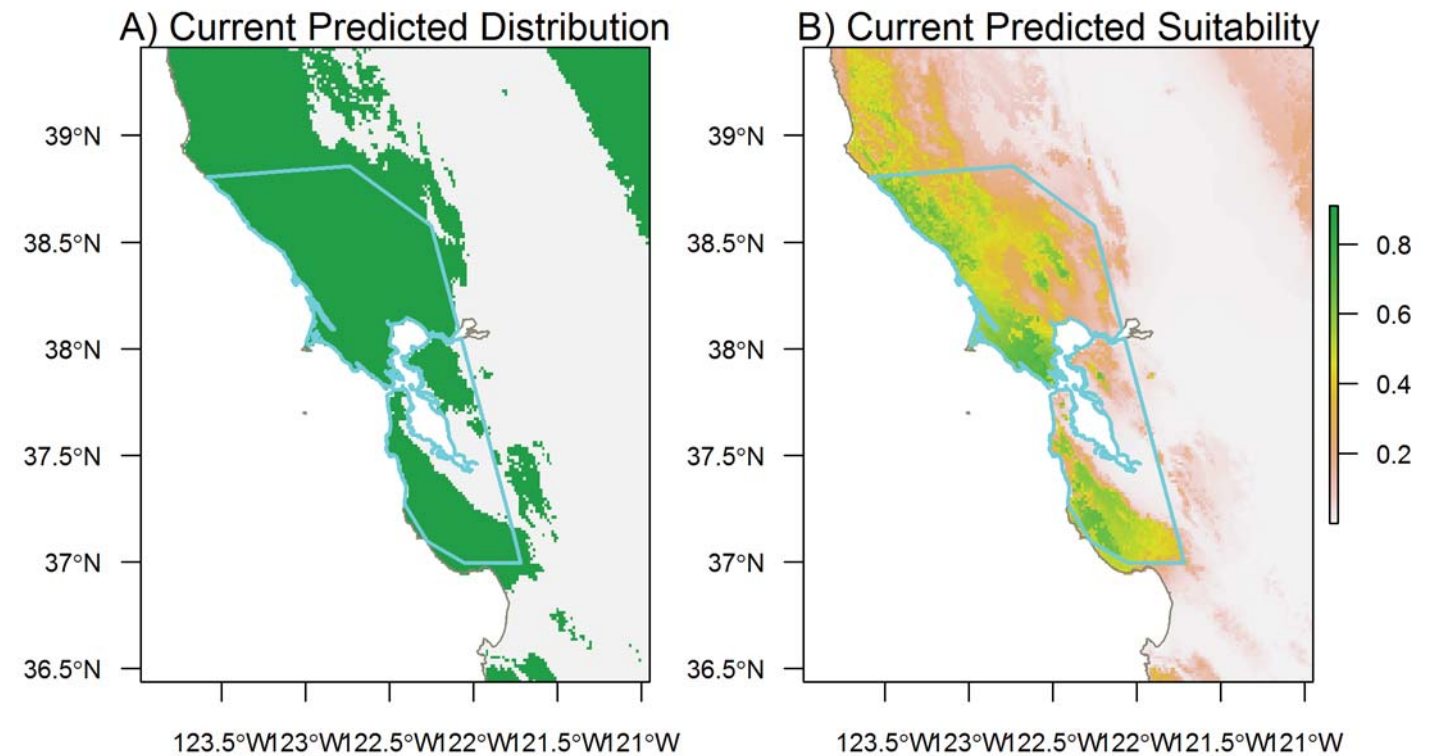 A) Current Predicted Distribution
39°N
38.5°N
38°N
37.5°N
37°N
36.5°N
123.5°W123°W122.5°W122°W121.5°W121°W
B) Current Predicted Suitability
39°N
38.5°N
38°N
37.5°N
37°N
36.5°N
123.5°W123°W122.5°W122°W121.5°W121°W
0.8
0.6
0.4
0.2